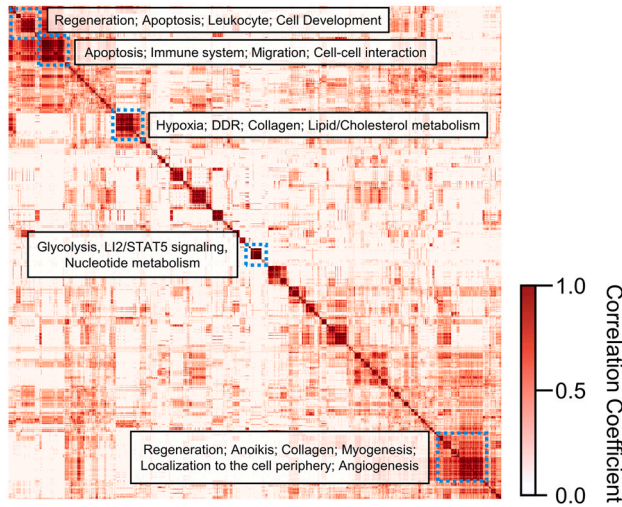 Regeneration; Apoptosis; Leukocyte; Cell Development
Apoptosis; Immune system; Migration; Cell-cell interaction
Hypoxia; DDR; Collagen; Lipid/Cholesterol metabolism
Glycolysis, LI2/STAT5 signaling,
Nucleotide metabolism
Regeneration; Anoikis; Collagen; Myogenesis;
Localization to the cell periphery; Angiogenesis
1.0
0.5
0.0
Correlation Coefficient